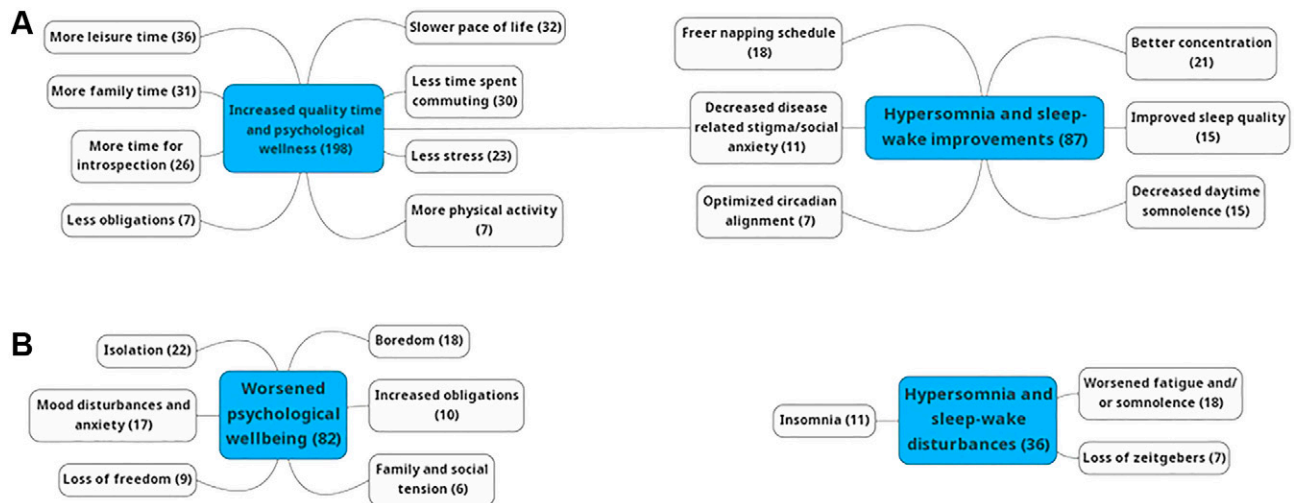 A
More leisure time (36)
More family time (31)
More time for
introspection (26)
Less obligations (7)
Increased quality time
and psychological
wellness (198)
Slower pace of life (32)
Less time spent
commuting (30)
Less stress (23)
More physical activity
(7)
Freer napping schedule
(18)
Decreased disease
related stigma/social
anxiety (11)
Optimized circadian
alignment (7)
Hypersomnia and sleep-
wake improvements (87)
Better concentration
(21)
Improved sleep quality
(15)
Decreased daytime
somnolence (15)
B
Isolation (22)
Mood disturbances and
anxiety (17)
Loss of freedom (9)
Worsened
psychological
wellbeing (82)
Boredom (18)
Increased obligations
(10)
Family and social
tension (6)
Insomnia (11)
Hypersomnia and
sleep-wake
disturbances (36)
Worsened fatigue and/
or somnolence (18)
Loss of zeitgebers (7)